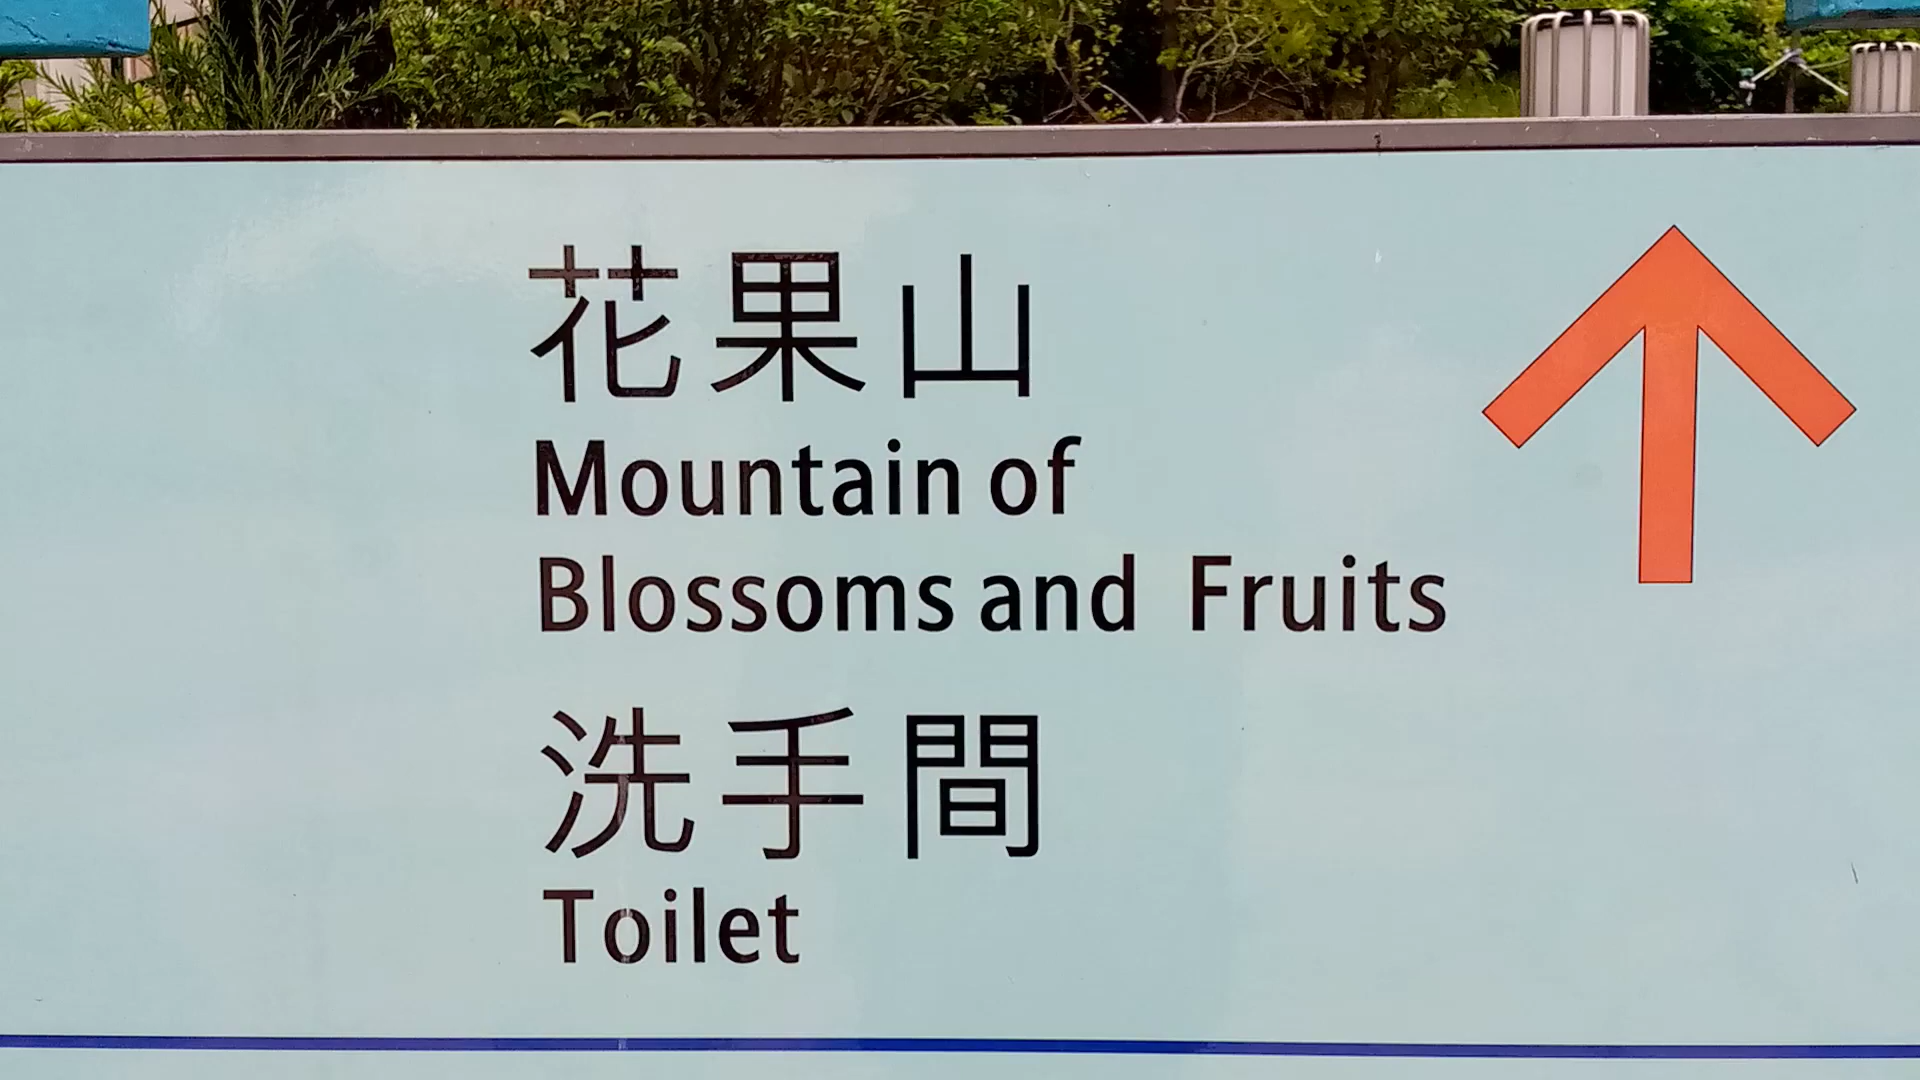 花果山
Mountain of
Blossoms and Fruits
洗手間
Toilet